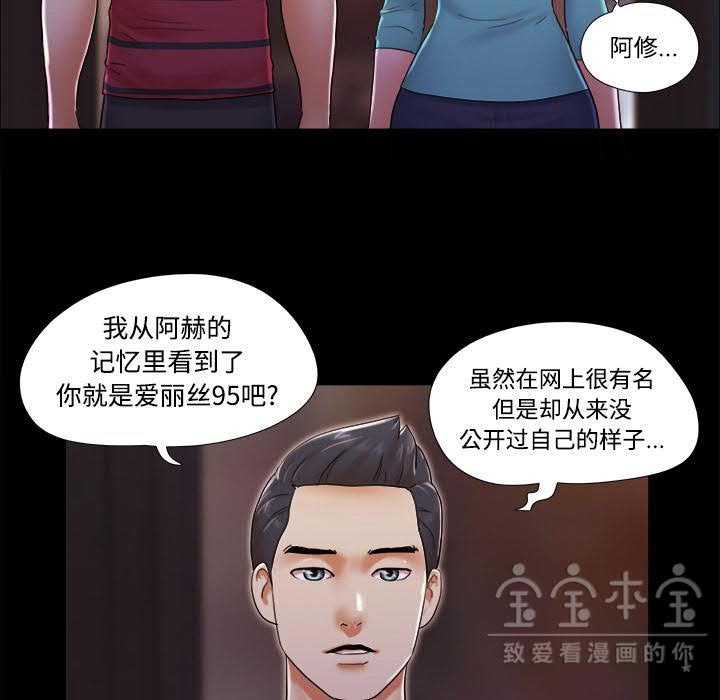 阿修...
我从阿赫的
记忆里看到了
你就是爱丽丝95吧?
虽然在网上很有名
但是却从来没
公开过自己的样子...
宝宝本宝
致爱看漫画的你